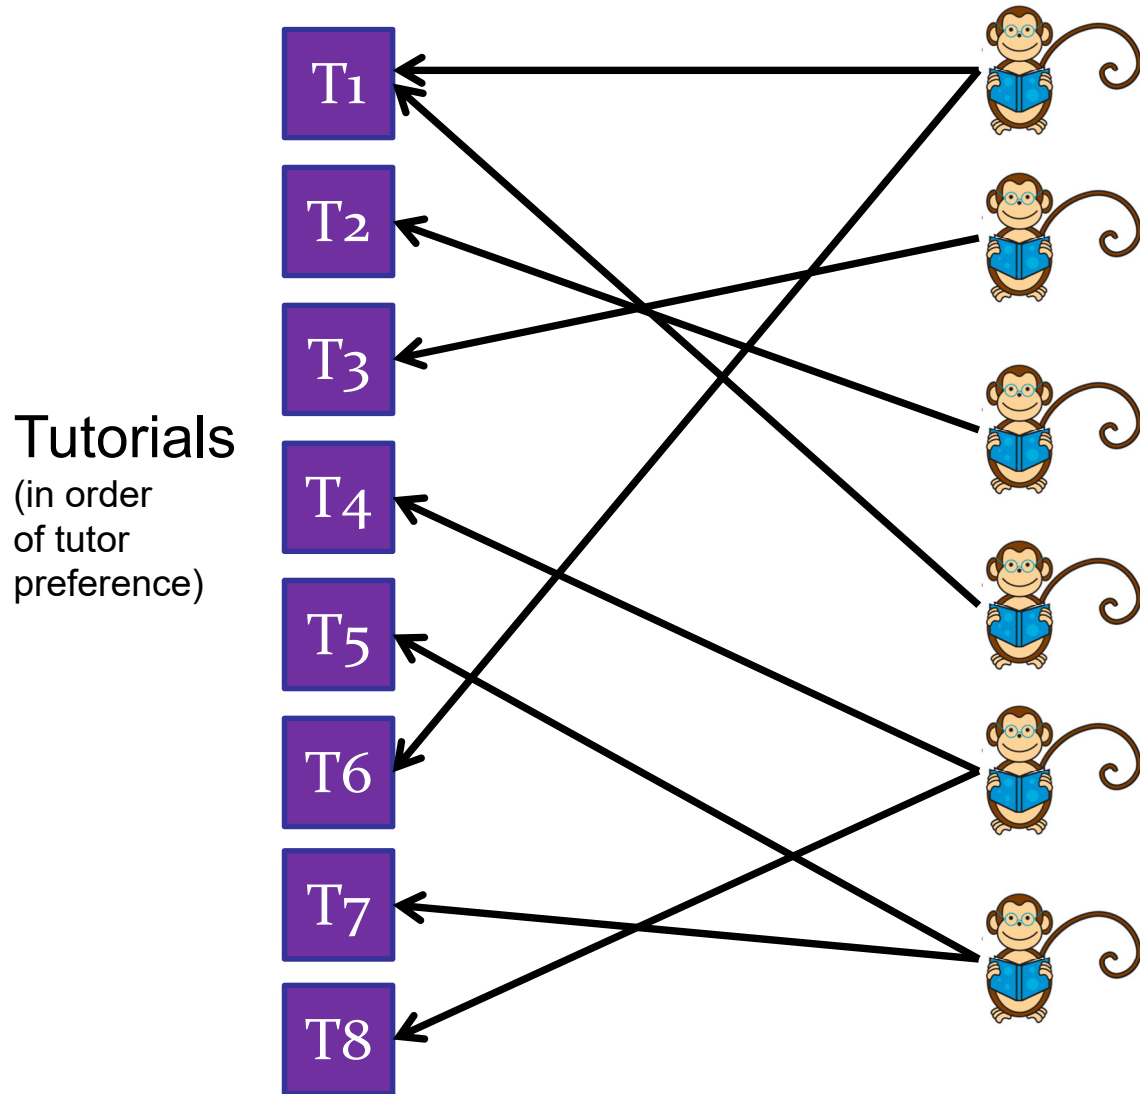 T1
T2
T3
Tutorials
(in order
of tutor
preference)
T4
T5
T6
T7
T8